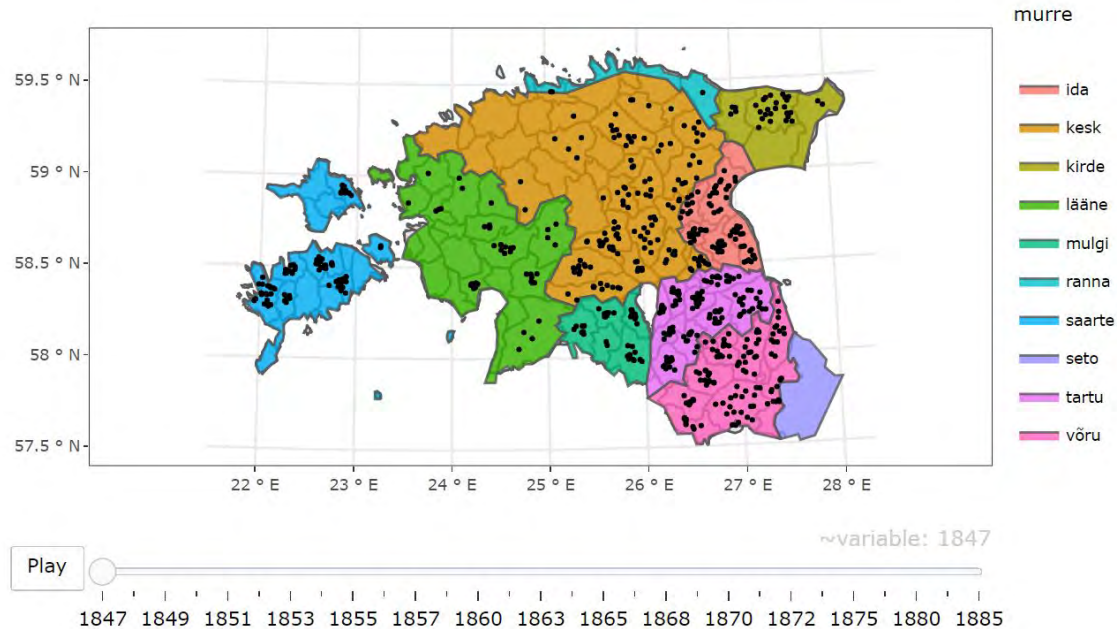 murre
59.5 ° N
59 ° N
58.5 ° N
58 ° N
57.5 ° N
22 ° E 23 ° E 24 ° E 25 ° E 26 ° E 27 ° E 28 ° E
ida
kesk
kirde
lääne
mulgi
ranna
saarte
seto
tartu
võru
~variable: 1847
Play
1847 1849 1851 1853 1855 1857 1860 1863 1865 1868 1870 1872 1875 1880 1885